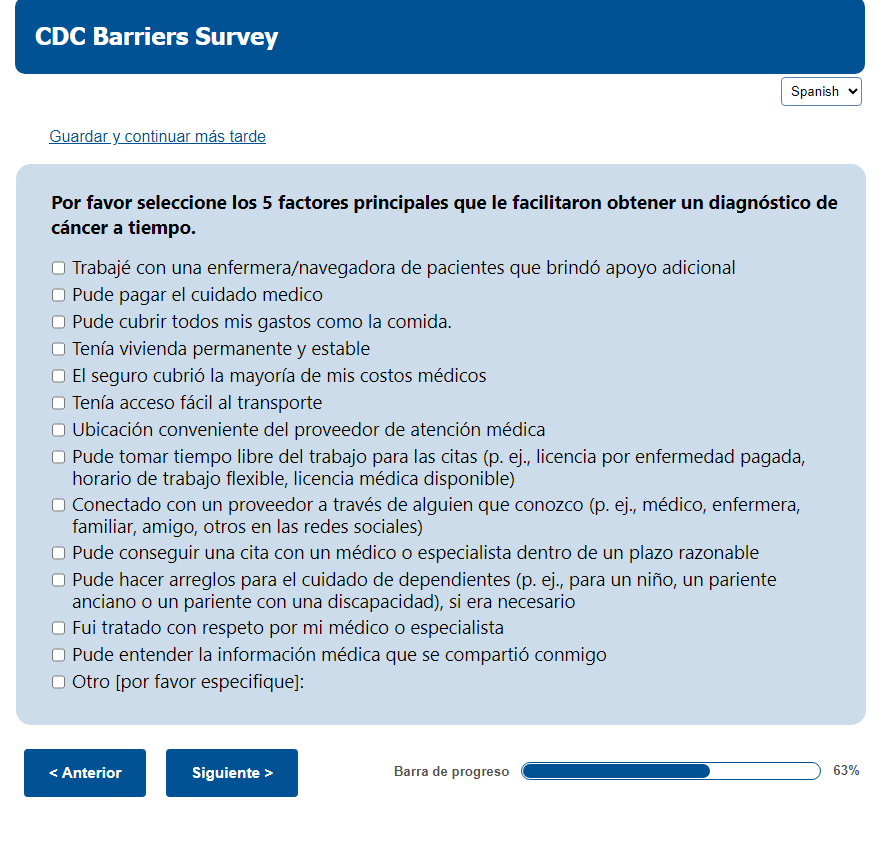 CDC Barriers Survey
Spanish
Guardar y continuar más tarde
Por favor seleccione los 5 factores principales que le facilitaron obtener un diagnóstico de
cáncer a tiempo.
Trabajé con una enfermera/navegadora de pacientes que brindó apoyo adicional
Pude pagar el cuidado medico
Pude cubrir todos mis gastos como la comida.
Tenía vivienda permanente y estable
El seguro cubrió la mayoría de mis costos médicos
Tenía acceso fácil al transporte
Ubicación conveniente del proveedor de atención médica
Pude tomar tiempo libre del trabajo para las citas (p. ej., licencia por enfermedad pagada,
horario de trabajo flexible, licencia médica disponible)
Conectado con un proveedor a través de alguien que conozco (p. ej., médico, enfermera,
familiar, amigo, otros en las redes sociales)
Pude conseguir una cita con un médico o especialista dentro de un plazo razonable
Pude hacer arreglos para el cuidado de dependientes (p. ej., para un niño, un pariente
anciano o un pariente con una discapacidad), si era necesario
Fui tratado con respeto por mi médico o especialista
Pude entender la información médica que se compartió conmigo
Otro [por favor especifique]:
< Anterior
Siguiente >
Barra de progreso
63%